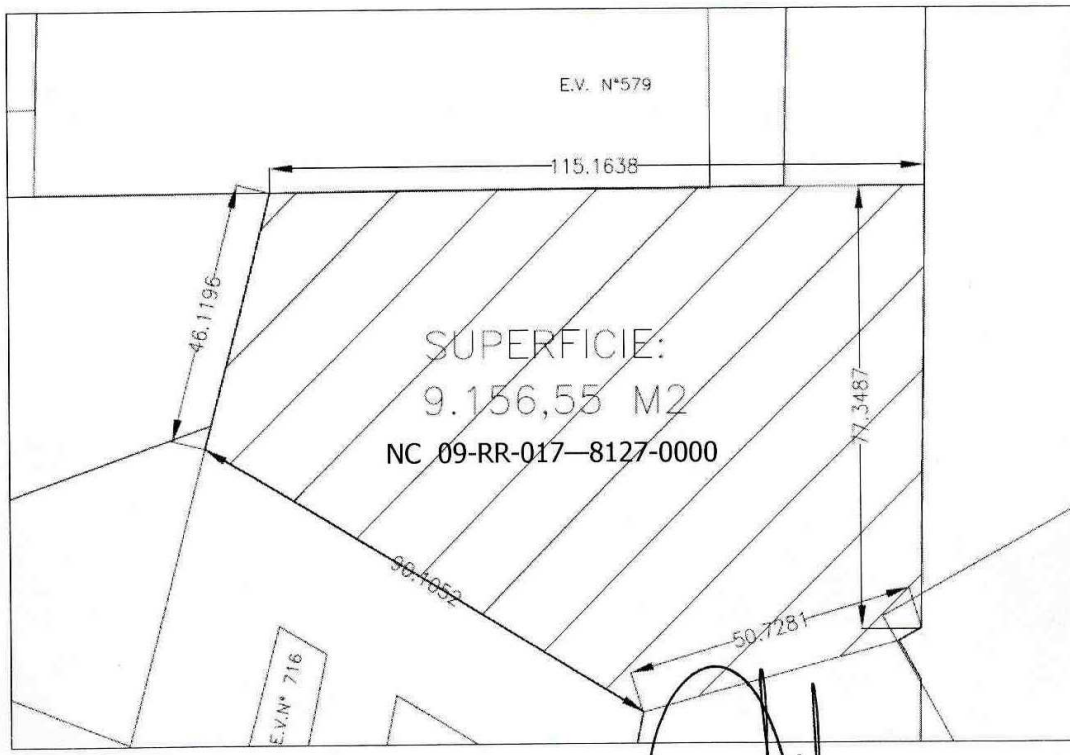 E.V. N°579
115.1638
46.1196
SUPERFICIE:
9.156,55 M2
77.3487
NC 09-RR-017—8127-0000
90.1052
50.7281
E.V.N° 716